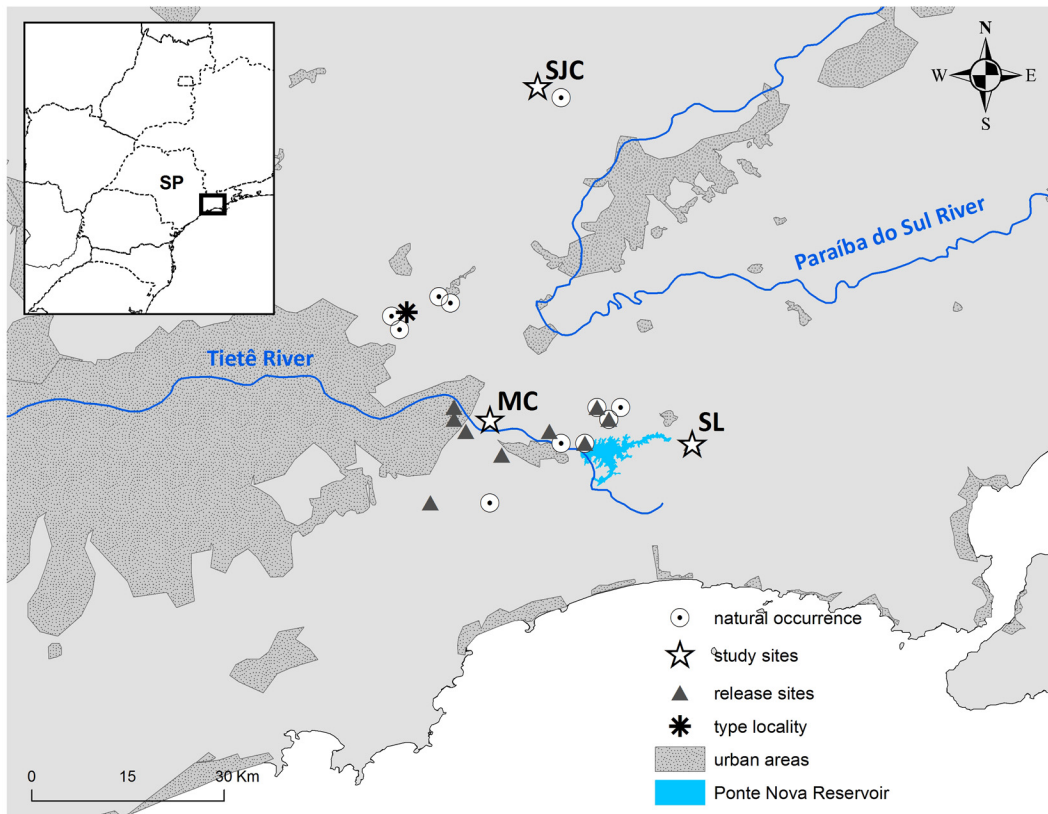 N
W
E
S
SP
SJC
Paraíba do Sul River
Tietê River
MC
SL
natural occurrence
study sites
release sites
type locality
urban areas
Ponte Nova Reservoir
0 15 30 Km